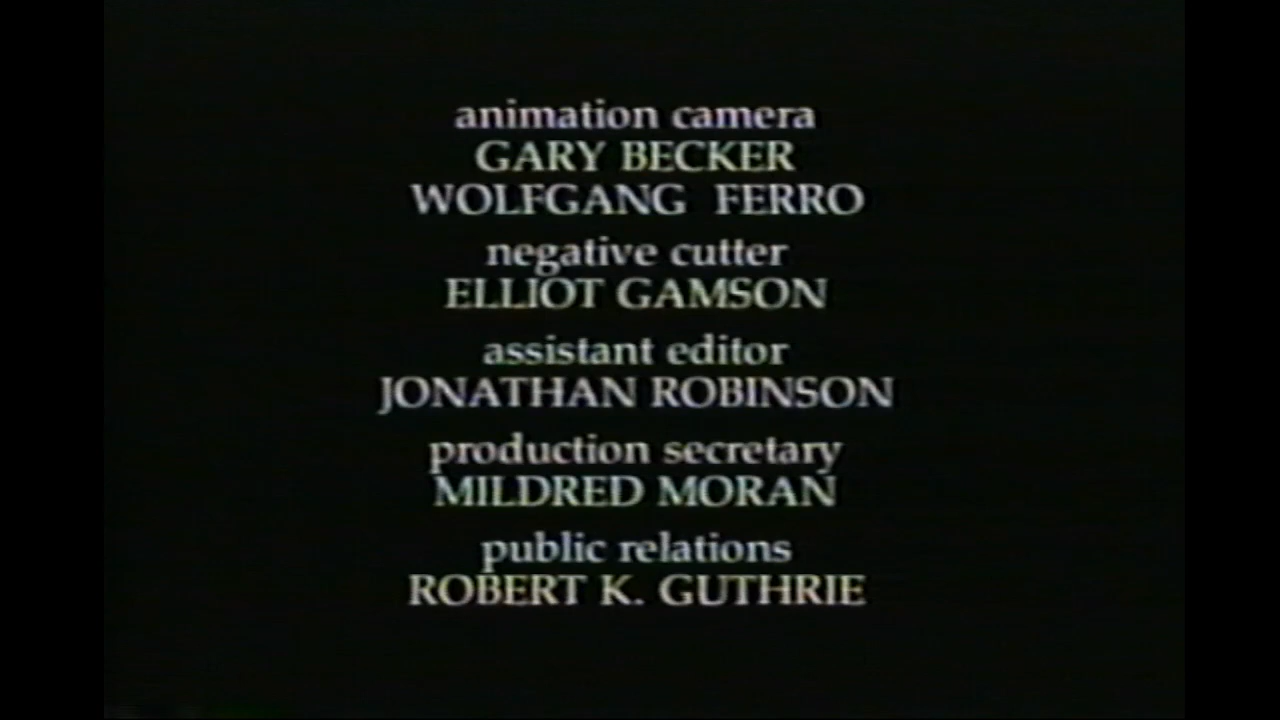 animation camera
GARY BECKER
WOLFGANG FERRO
negative cutter
ELLIOT GAMSON
assistant editor
JONATHAN ROBINSON
production secretary
MILDRED MORAN
public relations
ROBERT K. GUTHRIE